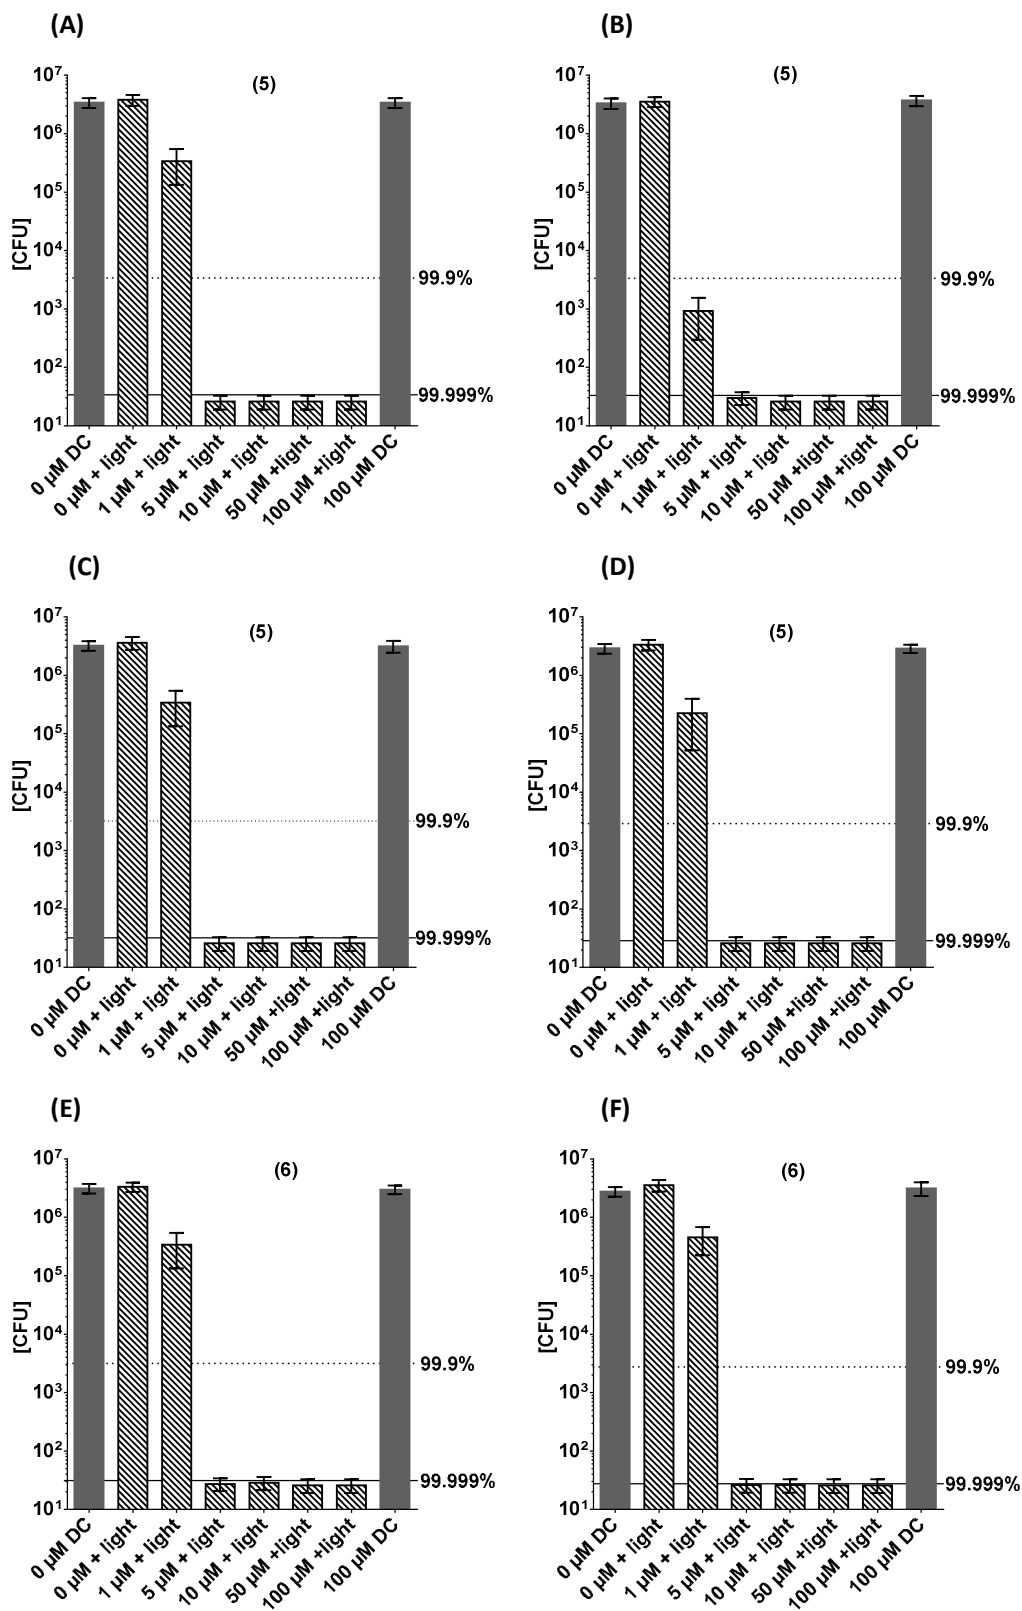 (A)
(5)
10⁷
10⁶
10⁵
10⁴
10³
10²
10¹
[CFU]
99.9%
99.999%
0 µM DC
0 µM + light
1 µM + light
5 µM + light
10 µM + light
50 µM +light
100 µM +light
100 µM DC
(B)
(5)
10⁷
10⁶
10⁵
10⁴
10³
10²
10¹
[CFU]
99.9%
99.999%
0 µM DC
0 µM + light
1 µM + light
5 µM + light
10 µM + light
50 µM +light
100 µM +light
100 µM DC
(C)
(5)
10⁷
10⁶
10⁵
10⁴
10³
10²
10¹
[CFU]
99.9%
99.999%
0 µM DC
0 µM + light
1 µM + light
5 µM + light
10 µM + light
50 µM +light
100 µM +light
100 µM DC
(D)
(5)
10⁷
10⁶
10⁵
10⁴
10³
10²
10¹
[CFU]
99.9%
99.999%
0 µM DC
0 µM + light
1 µM + light
5 µM + light
10 µM + light
50 µM +light
100 µM +light
100 µM DC
(E)
(6)
10⁷
10⁶
10⁵
10⁴
10³
10²
10¹
[CFU]
99.9%
99.999%
0 µM DC
0 µM + light
1 µM + light
5 µM + light
10 µM + light
50 µM +light
100 µM +light
100 µM DC
(F)
(6)
10⁷
10⁶
10⁵
10⁴
10³
10²
10¹
[CFU]
99.9%
99.999%
0 µM DC
0 µM + light
1 µM + light
5 µM + light
10 µM + light
50 µM +light
100 µM +light
100 µM DC